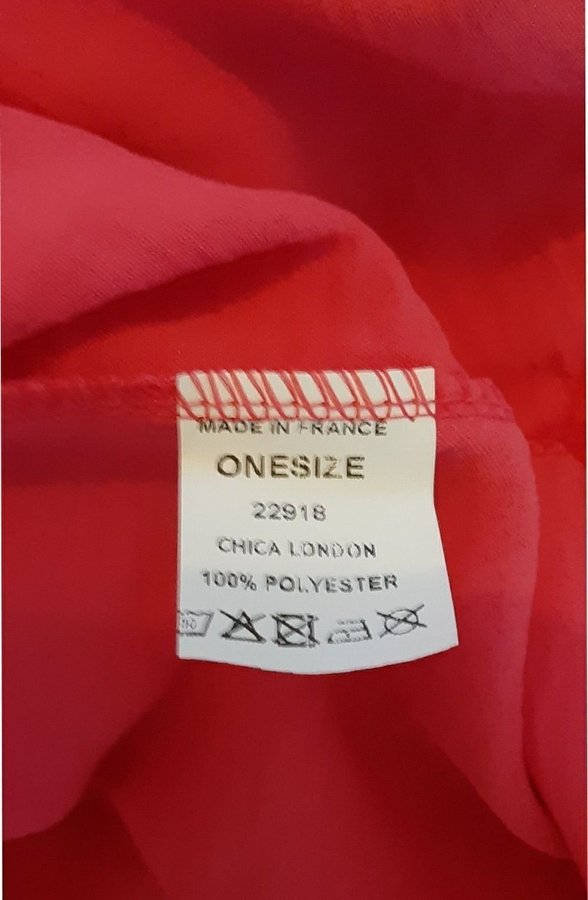 MADE IN FRANCE
ONESIZE
22918
CHICA LONDON
100% POLYESTER